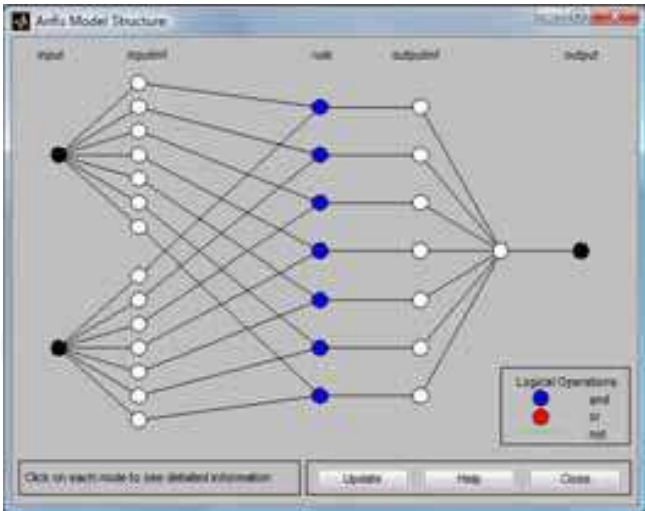 Anfis Model Structure
input inputmf rule outputmf output
Logical Operations
and
or
not
Click on each node to see detailed information
Update Help Close